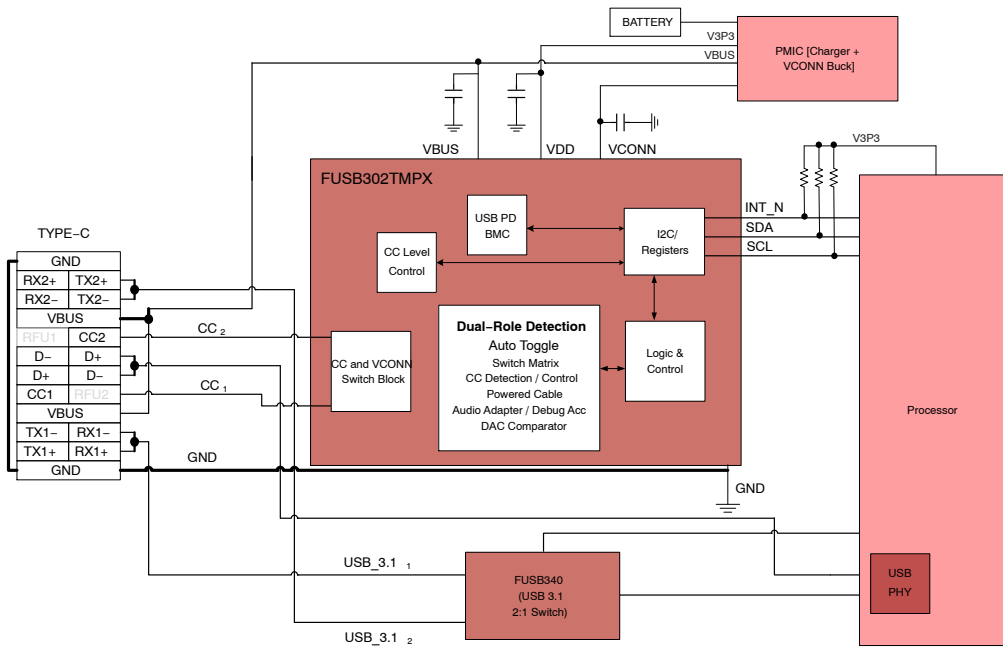 BATTERY
V3P3
VBUS
PMIC [Charger +
VCONN Buck]
VBUS
VDD
VCONN
V3P3
FUSB302TMPX
USB PD
BMC
CC Level
Control
I2C/
Registers
INT_N
SDA
SCL
Dual–Role Detection
Auto Toggle
Switch Matrix
CC Detection / Control
Powered Cable
Audio Adapter / Debug Acc
DAC Comparator
Logic &
Control
CC and VCONN
Switch Block
TYPE–C
GND
RX2+ TX2+
RX2– TX2–
VBUS
RFU1 CC2
D– D+
D+ D–
CC1 RFU2
VBUS
TX1– RX1–
TX1+ RX1+
GND
CC 2
CC 1
GND
GND
Processor
USB_3.1 1
USB_3.1 2
FUSB340
(USB 3.1
2:1 Switch)
USB
PHY